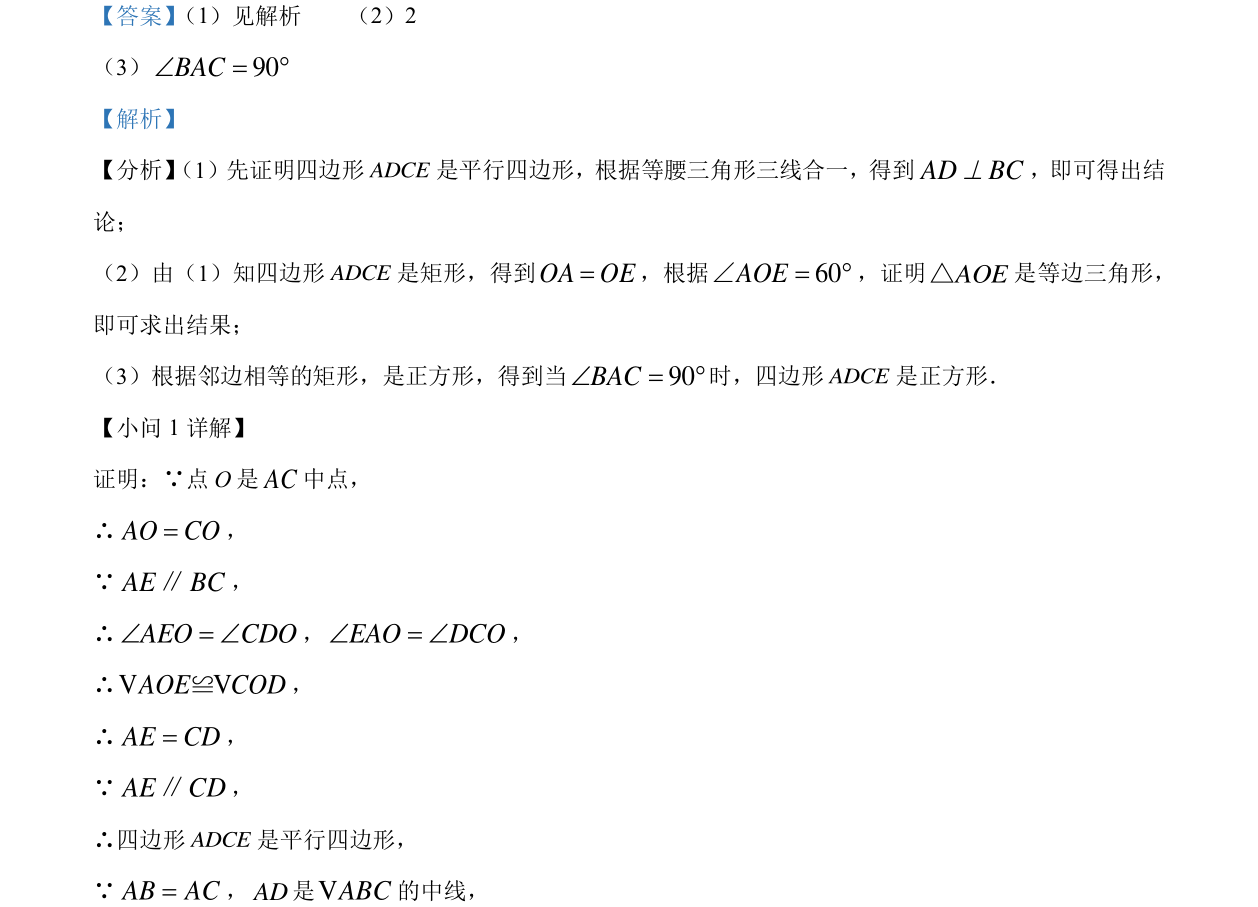 【答案】（1）见解析　　（2）2
（3）∠BAC = 90°
【解析】
【分析】（1）先证明四边形 ADCE 是平行四边形，根据等腰三角形三线合一，得到 AD ⊥ BC，即可得出结
论；
（2）由（1）知四边形 ADCE 是矩形，得到 OA = OE，根据 ∠AOE = 60°，证明 △AOE 是等边三角形，
即可求出结果；
（3）根据邻边相等的矩形，是正方形，得到当 ∠BAC = 90° 时，四边形 ADCE 是正方形．
【小问 1 详解】
证明：∵点 O 是 AC 中点，
∴ AO = CO，
∵ AE ∥ BC，
∴ ∠AEO = ∠CDO，∠EAO = ∠DCO，
∴ VAOE≌VCOD，
∴ AE = CD，
∵ AE ∥ CD，
∴四边形 ADCE 是平行四边形，
∵ AB = AC，AD 是 VABC 的中线，